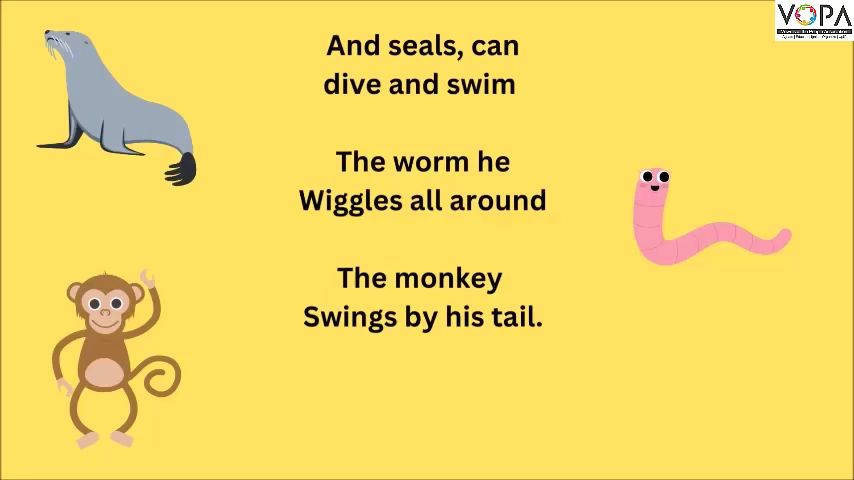 VOPA
And seals, can
dive and swim
The worm he
Wiggles all around
The monkey
Swings by his tail.